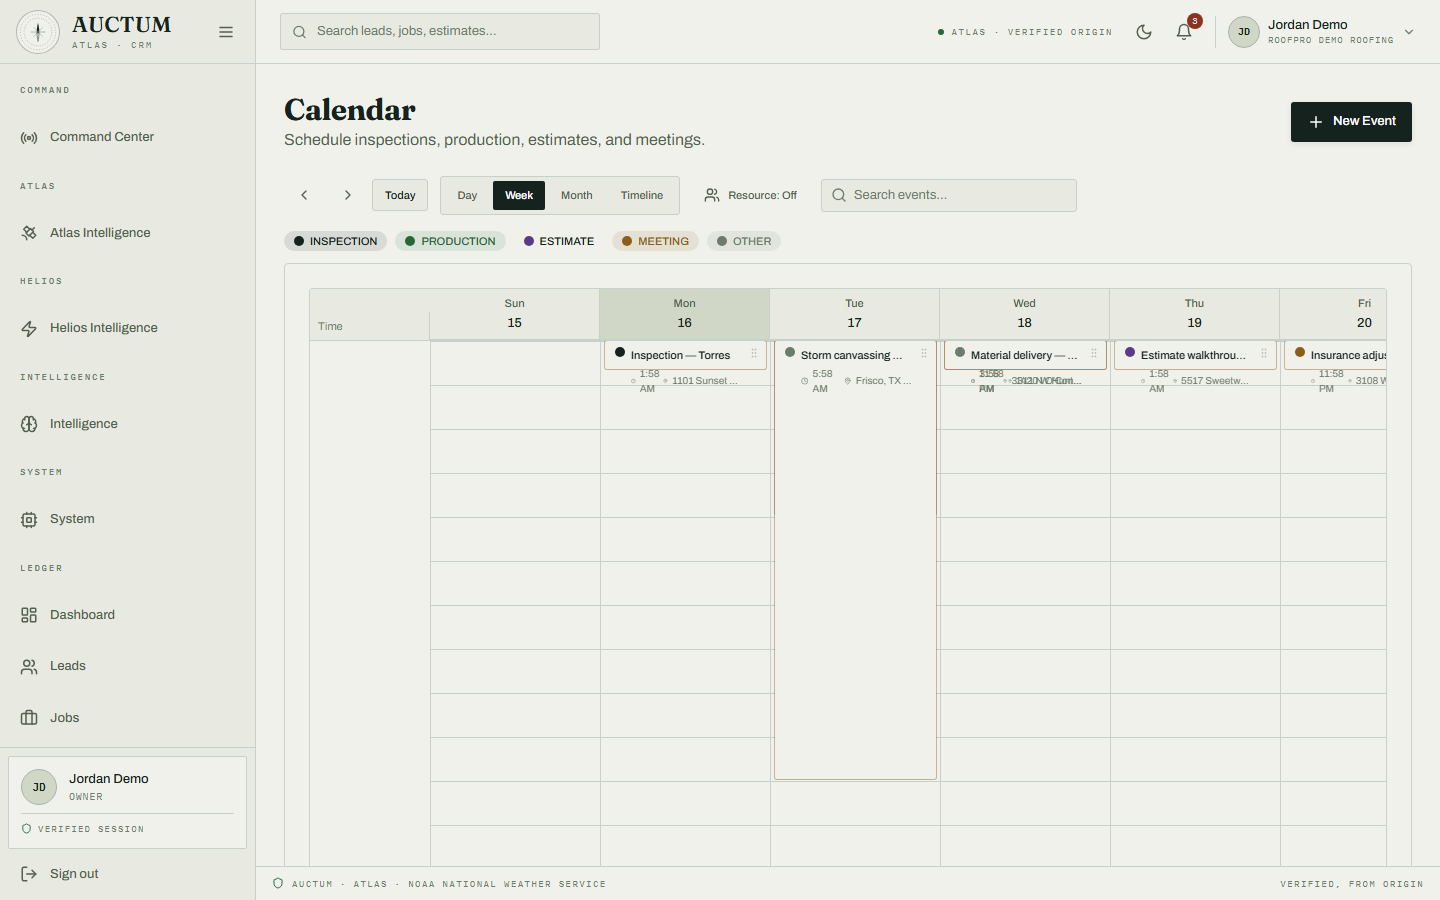 AUCTUM
ATLAS · CRM
Search leads, jobs, estimates...
ATLAS · VERIFIED ORIGIN
3
JD
Jordan Demo
ROOFPRO DEMO ROOFING
COMMAND
Command Center
ATLAS
Atlas Intelligence
HELIOS
Helios Intelligence
INTELLIGENCE
Intelligence
SYSTEM
System
LEDGER
Dashboard
Leads
Jobs
JD
Jordan Demo
OWNER
VERIFIED SESSION
Sign out
Calendar
Schedule inspections, production, estimates, and meetings.
New Event
Today
Day
Week
Month
Timeline
Resource: Off
Search events...
INSPECTION
PRODUCTION
ESTIMATE
MEETING
OTHER
Time
Sun
15
Mon
16
Tue
17
Wed
18
Thu
19
Fri
20
Inspection — Torres
1:58 AM
1101 Sunset ...
Storm canvassing ...
5:58 AM
Frisco, TX ...
Material delivery — ...
Estimate walkthrou...
1:58 AM
5517 Sweetw...
Insurance adjus
11:58 PM
3108 W
AUCTUM · ATLAS · NOAA NATIONAL WEATHER SERVICE
VERIFIED, FROM ORIGIN